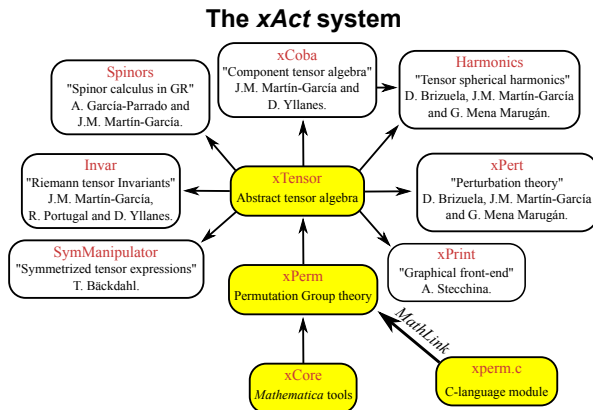 The xAct system
Spinors
"Spinor calculus in GR"
A. García-Parrado and
J.M. Martín-García.
xCoba
"Component tensor algebra"
J.M. Martín-García and
D. Yllanes.
Harmonics
"Tensor spherical harmonics"
D. Brizuela, J.M. Martín-García
and G. Mena Marugán.
Invar
"Riemann tensor Invariants"
J.M. Martín-García,
R. Portugal and D. Yllanes.
xTensor
Abstract tensor algebra
xPert
"Perturbation theory"
D. Brizuela, J.M. Martín-García
and G. Mena Marugán.
SymManipulator
"Symmetrized tensor expressions"
T. Bäckdahl.
xPerm
Permutation Group theory
xPrint
"Graphical front-end"
A. Stecchina.
MathLink
xCore
Mathematica tools
xperm.c
C-language module